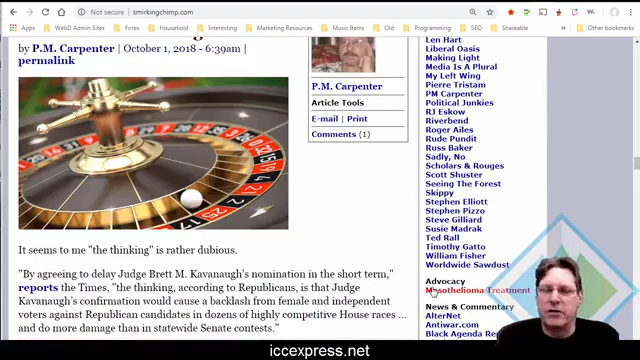 smirkingchimp.com
Apps
WebD Admin Sites
Household
Interesting
Marketing Resources
Music Items
Old
Programming
SEO
Shareable
Other bookmarks
by P.M. Carpenter | October 1, 2018 - 6:39am |
permalink
P.M. Carpenter
Article Tools
E-mail | Print
Comments (1)
It seems to me "the thinking" is rather dubious.
"By agreeing to delay Judge Brett M. Kavanaugh's nomination in the short term,"
reports the Times, "the thinking, according to Republicans, is that Judge
Kavanaugh's confirmation would cause a backlash from female and independent
voters against Republican candidates in dozens of highly competitive House races ...
and do more damage than in statewide Senate contests."
Len Hart
Liberal Oasis
Making Light
Media Is A Plural
My Left Wing
Pierre Tristam
PM Carpenter
Political Junkies
RJ Eskow
Riverbend
Roger Ailes
Rude Pundit
Russ Baker
Sadly, No
Scholars & Rouges
Scott Shuster
Seeing The Forest
Skippy
Stephen Elliott
Stephen Pizzo
Steve Gilliard
Susie Madrak
Ted Rall
Timothy Gatto
William Fisher
Worldwide Sawdust
Advocacy
Mesothelioma Treatment
News & Commentary
AlterNet
Antiwar.com
Black Agenda
iccexpress.net